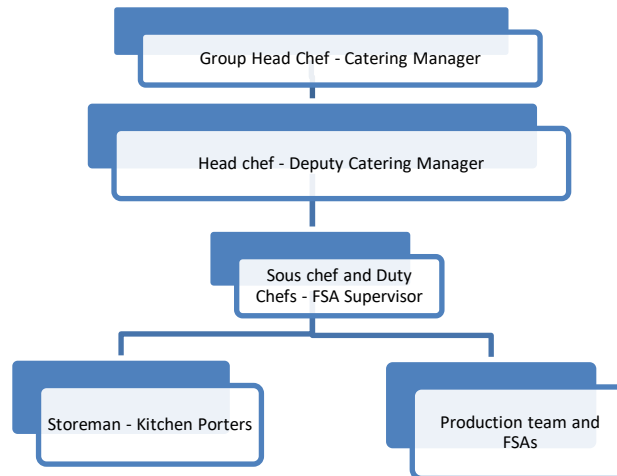 Group Head Chef - Catering Manager
Head chef - Deputy Catering Manager
Sous chef and Duty
Chefs - FSA Supervisor
Storeman - Kitchen Porters
Production team and
FSAs